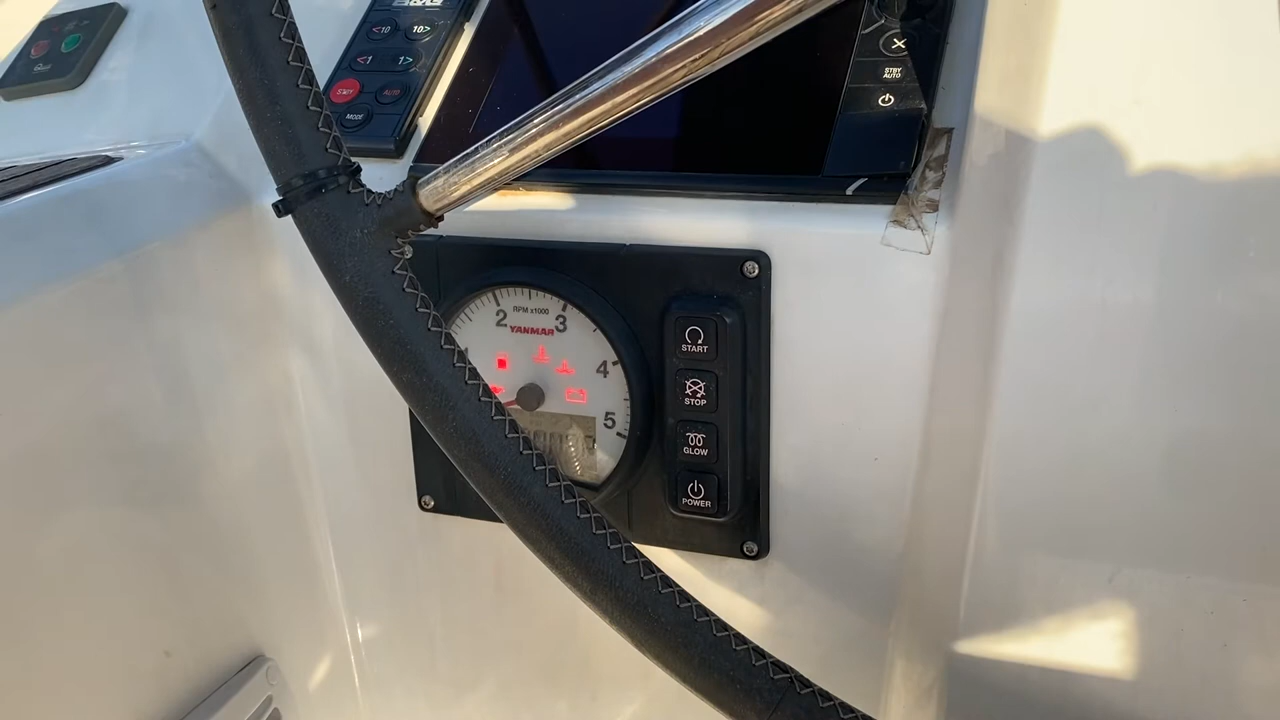 <10 10>
<1 1>
STBY AUTO
MODE
X
STBY
AUTO
RPM x1000
2 3
YANMAR
4
5
START
STOP
GLOW
POWER